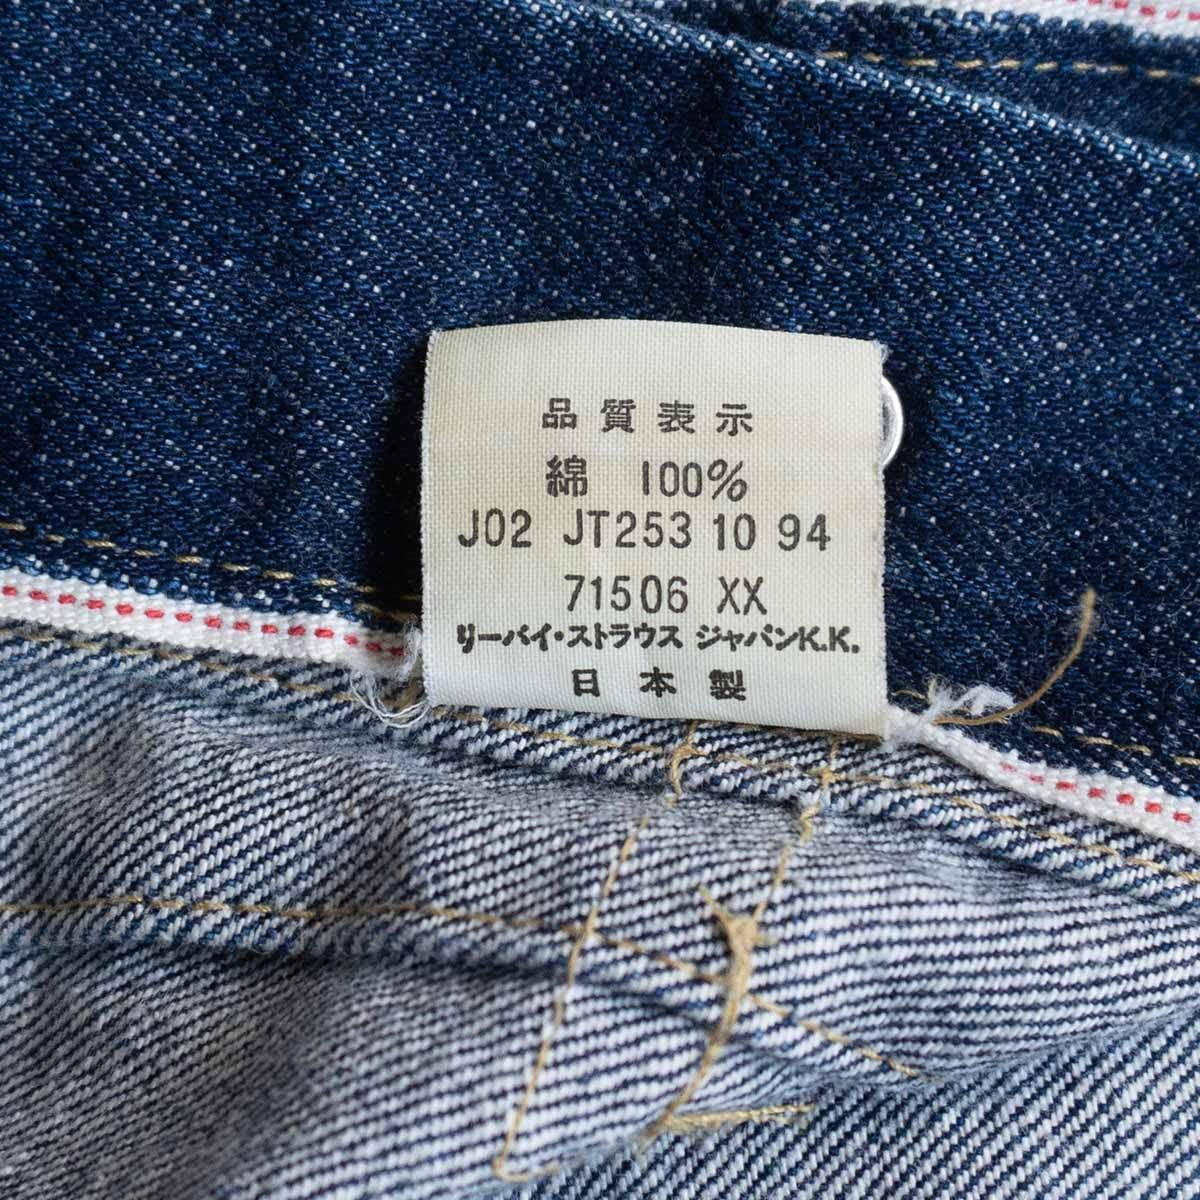 品質表示
綿 100%
J02 JT253 10 94
71506 XX
リーバイ・ストラウス ジャパンK.K.
日本製